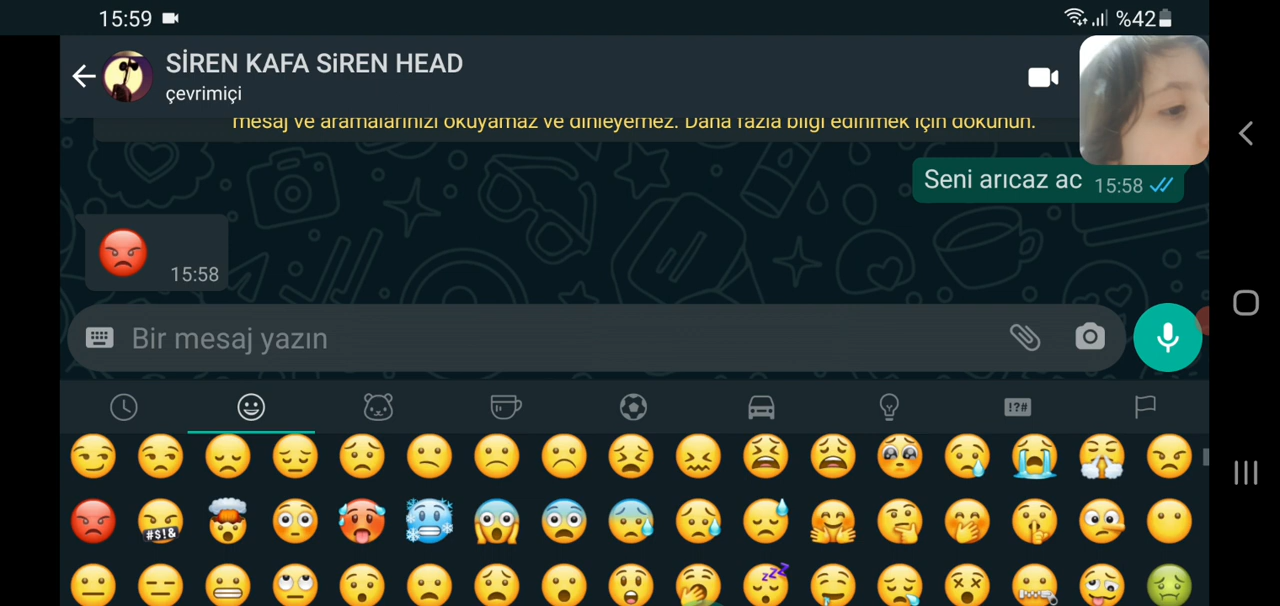 15:59
%42
SİREN KAFA SiREN HEAD
çevrimiçi
mesaj ve aramalarınızı okuyamaz ve dinleyemez. Daha fazla bilgi edinmek için dokunun.
Seni arıcaz ac 15:58
15:58
Bir mesaj yazın
!?#
#$!&
zzz